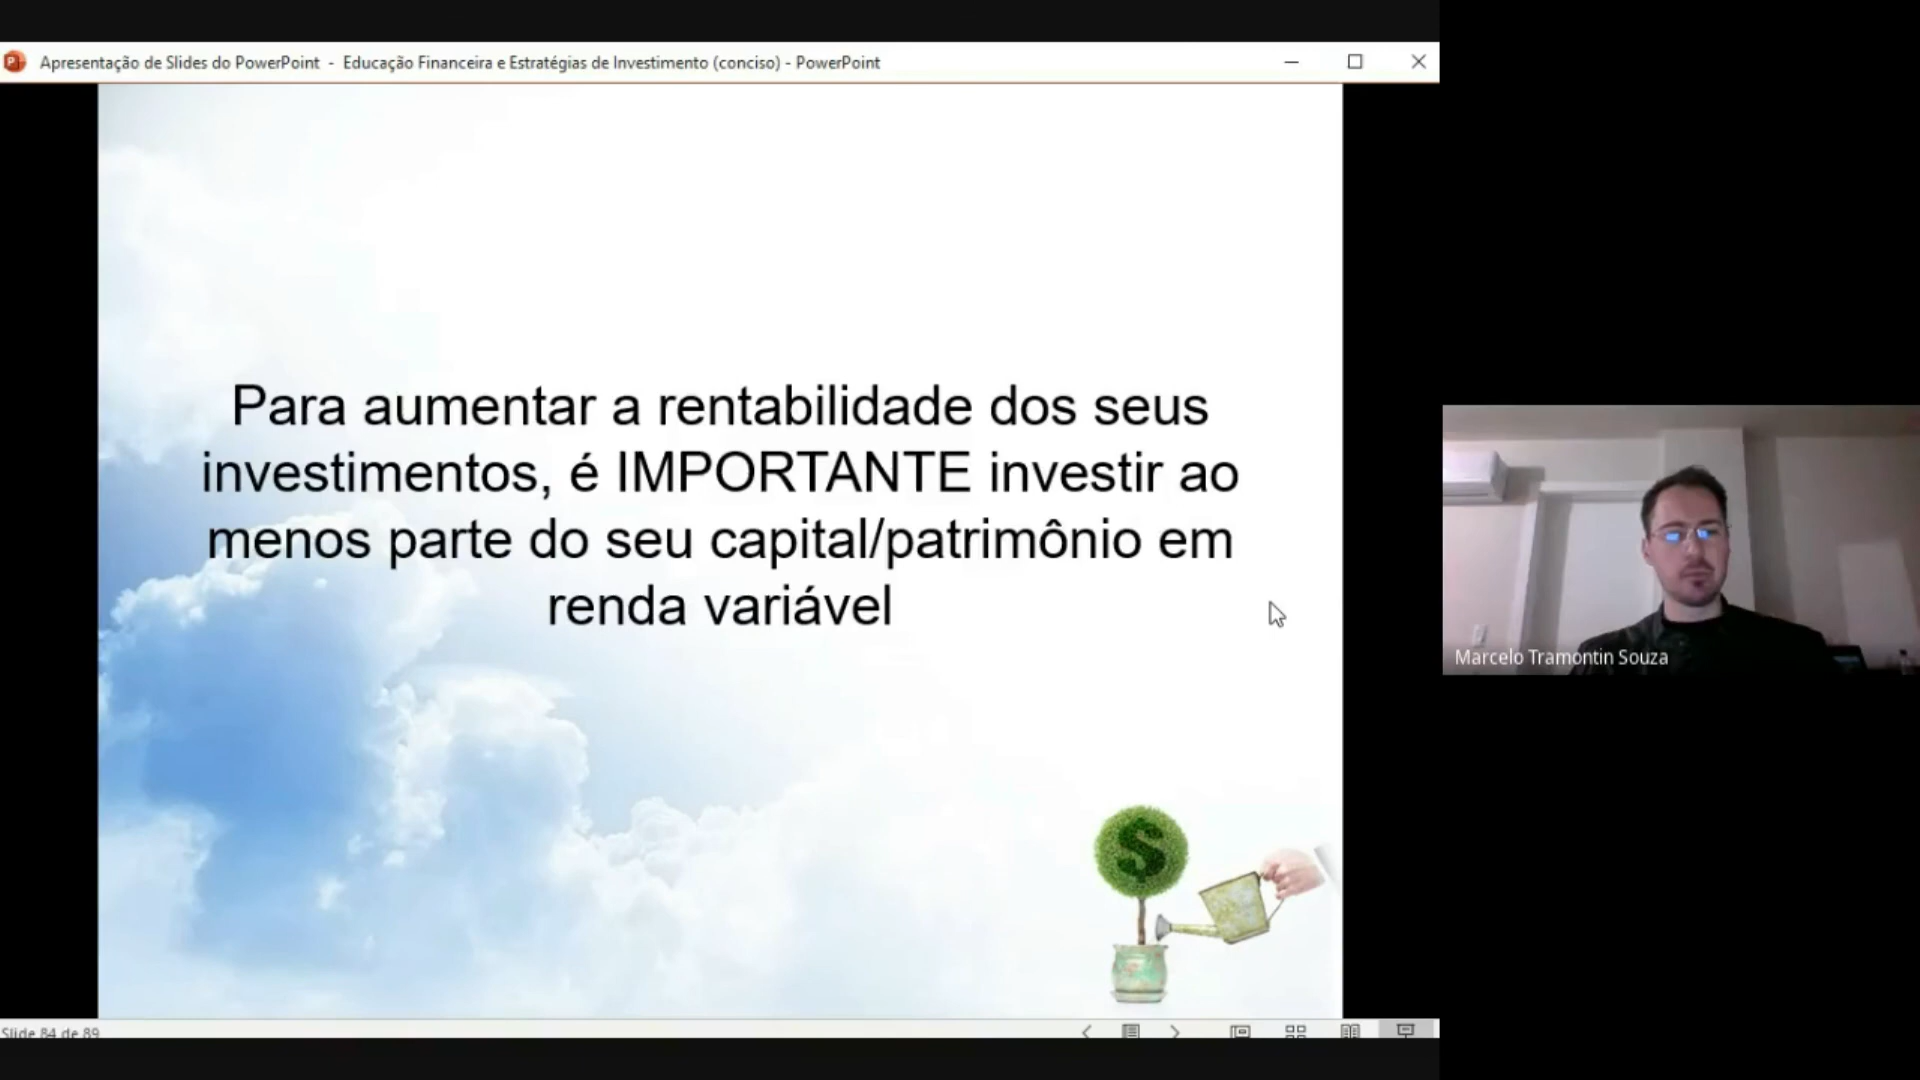 Apresentação de Slides do PowerPoint - Educação Financeira e Estratégias de Investimento (conciso) - PowerPoint
Para aumentar a rentabilidade dos seus
investimentos, é IMPORTANTE investir ao
menos parte do seu capital/patrimônio em
renda variável
$
Marcelo Tramontin Souza
Slide 84 de 89